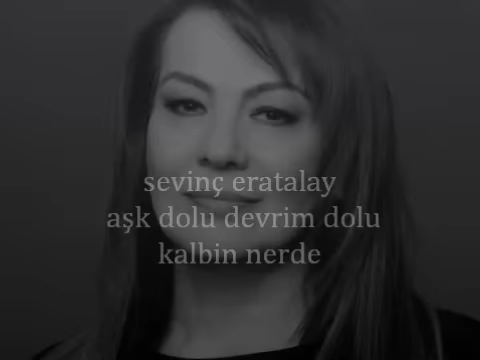 sevinç eratalay
aşk dolu devrim dolu
kalbin nerde